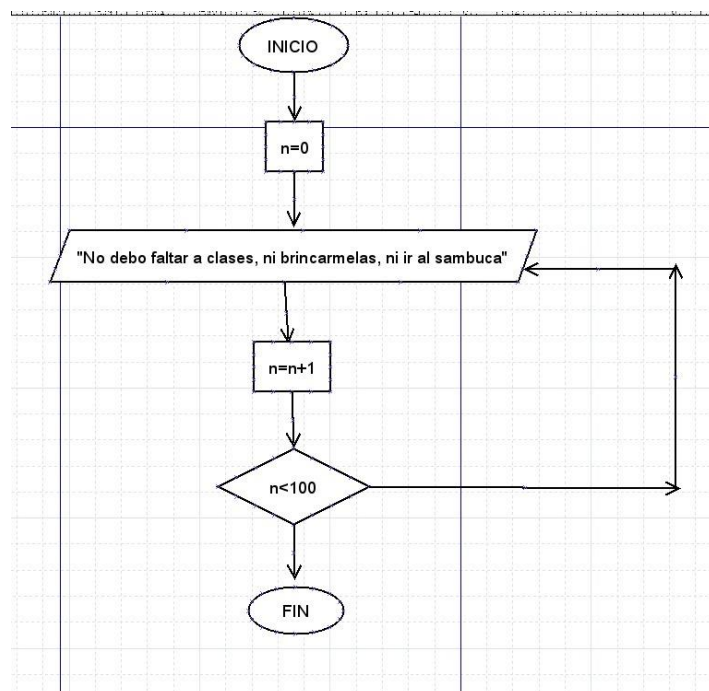 INICIO
n=0
"No debo faltar a clases, ni brincarmelas, ni ir al sambuca"
n=n+1
n<100
FIN